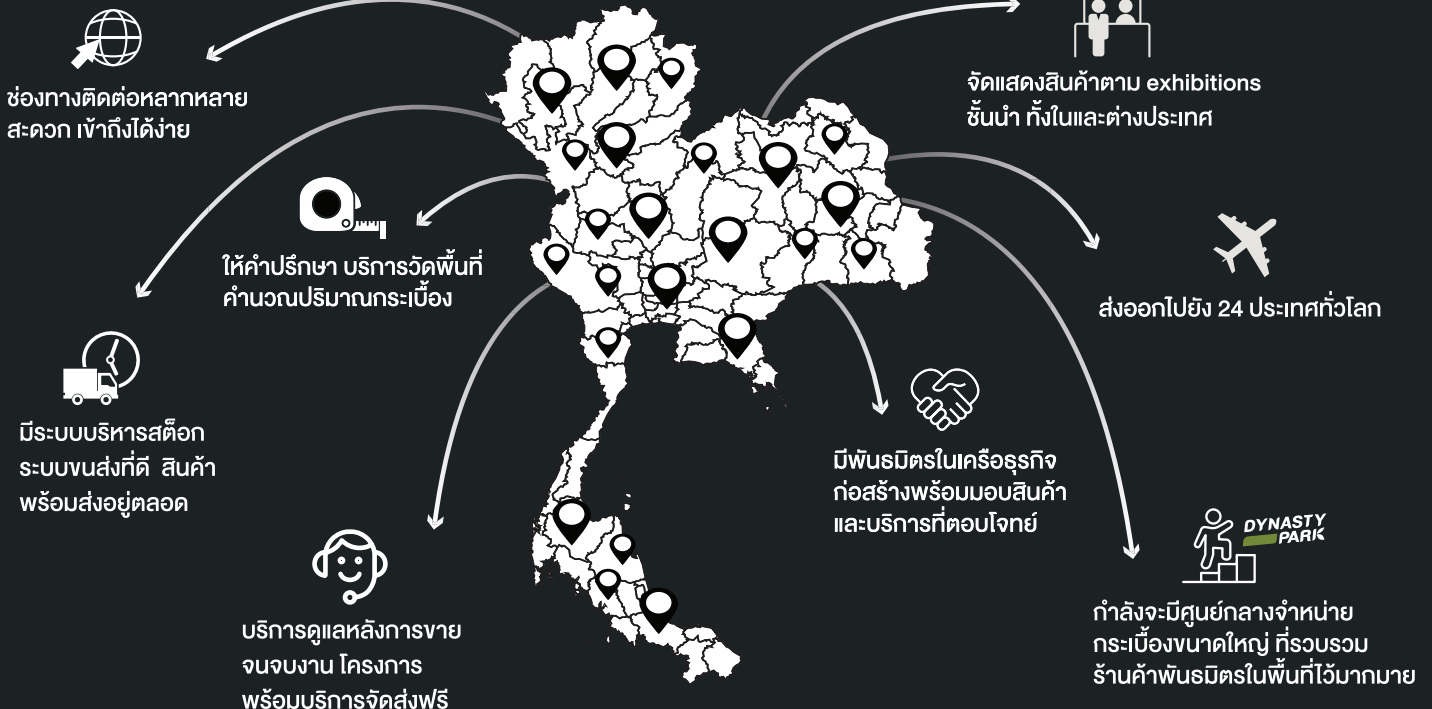 ช่องทางติดต่อหลากหลาย
สะดวก เข้าถึงได้ง่าย
จัดแสดงสินค้าตาม exhibitions
ชั้นนำ ทั้งในและต่างประเทศ
ให้คำปรึกษา บริการวัดพื้นที่
คำนวณปริมาณกระเบื้อง
ส่งออกไปยัง 24 ประเทศทั่วโลก
มีระบบบริหารสต็อก
ระบบขนส่งที่ดี สินค้า
พร้อมส่งอยู่ตลอด
มีพันธมิตรในเครือธุรกิจ
ก่อสร้างพร้อมมอบสินค้า
และบริการที่ตอบโจทย์
บริการดูแลหลังการขาย
จนจบงาน โครงการ
พร้อมบริการจัดส่งฟรี
DYNASTY
PARK
กำลังจะมีศูนย์กลางจำหน่าย
กระเบื้องขนาดใหญ่ ที่รวบรวม
ร้านค้าพันธมิตรในพื้นที่ไว้มากมาย